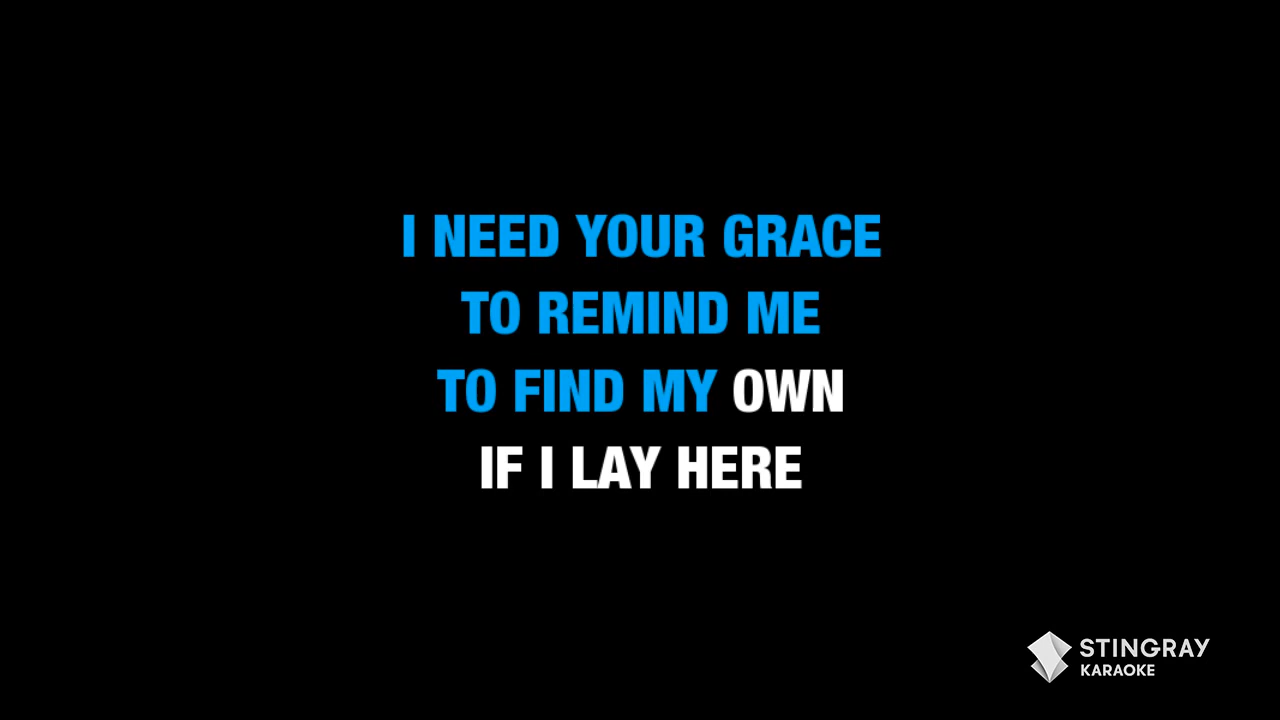 I NEED YOUR GRACE
TO REMIND ME
TO FIND MY OWN
IF I LAY HERE
STINGRAY
KARAOKE